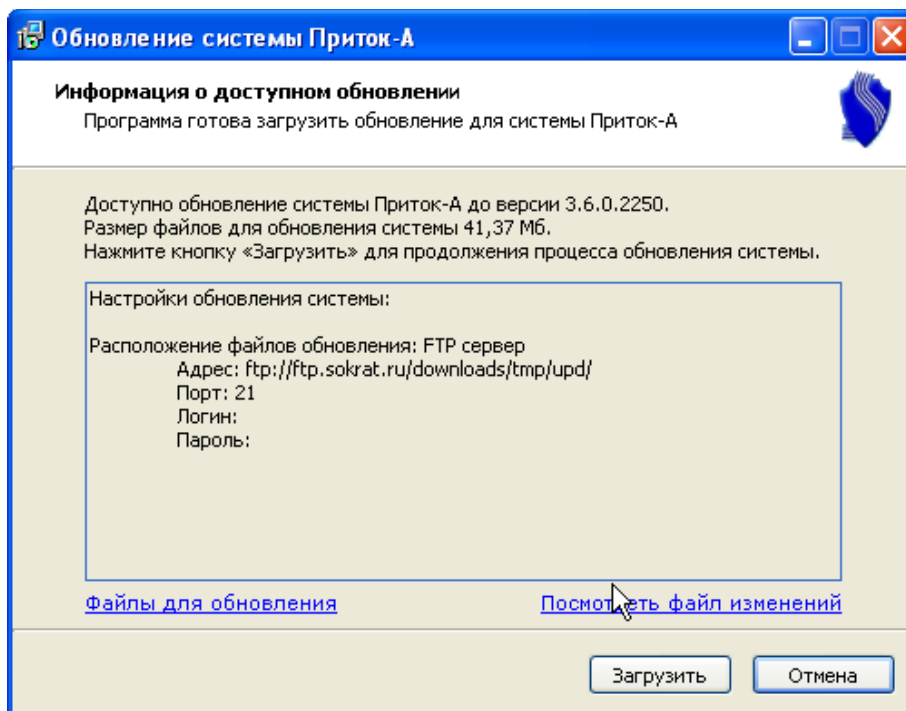 Обновление системы Приток-А
Информация о доступном обновлении
Программа готова загрузить обновление для системы Приток-А
Доступно обновление системы Приток-А до версии 3.6.0.2250.
Размер файлов для обновления системы 41,37 Мб.
Нажмите кнопку «Загрузить» для продолжения процесса обновления системы.
Настройки обновления системы:
Расположение файлов обновления: FTP сервер
Адрес: ftp://ftp.sokrat.ru/downloads/tmp/upd/
Порт: 21
Логин:
Пароль:
Файлы для обновления
Посмотреть файл изменений
Загрузить
Отмена